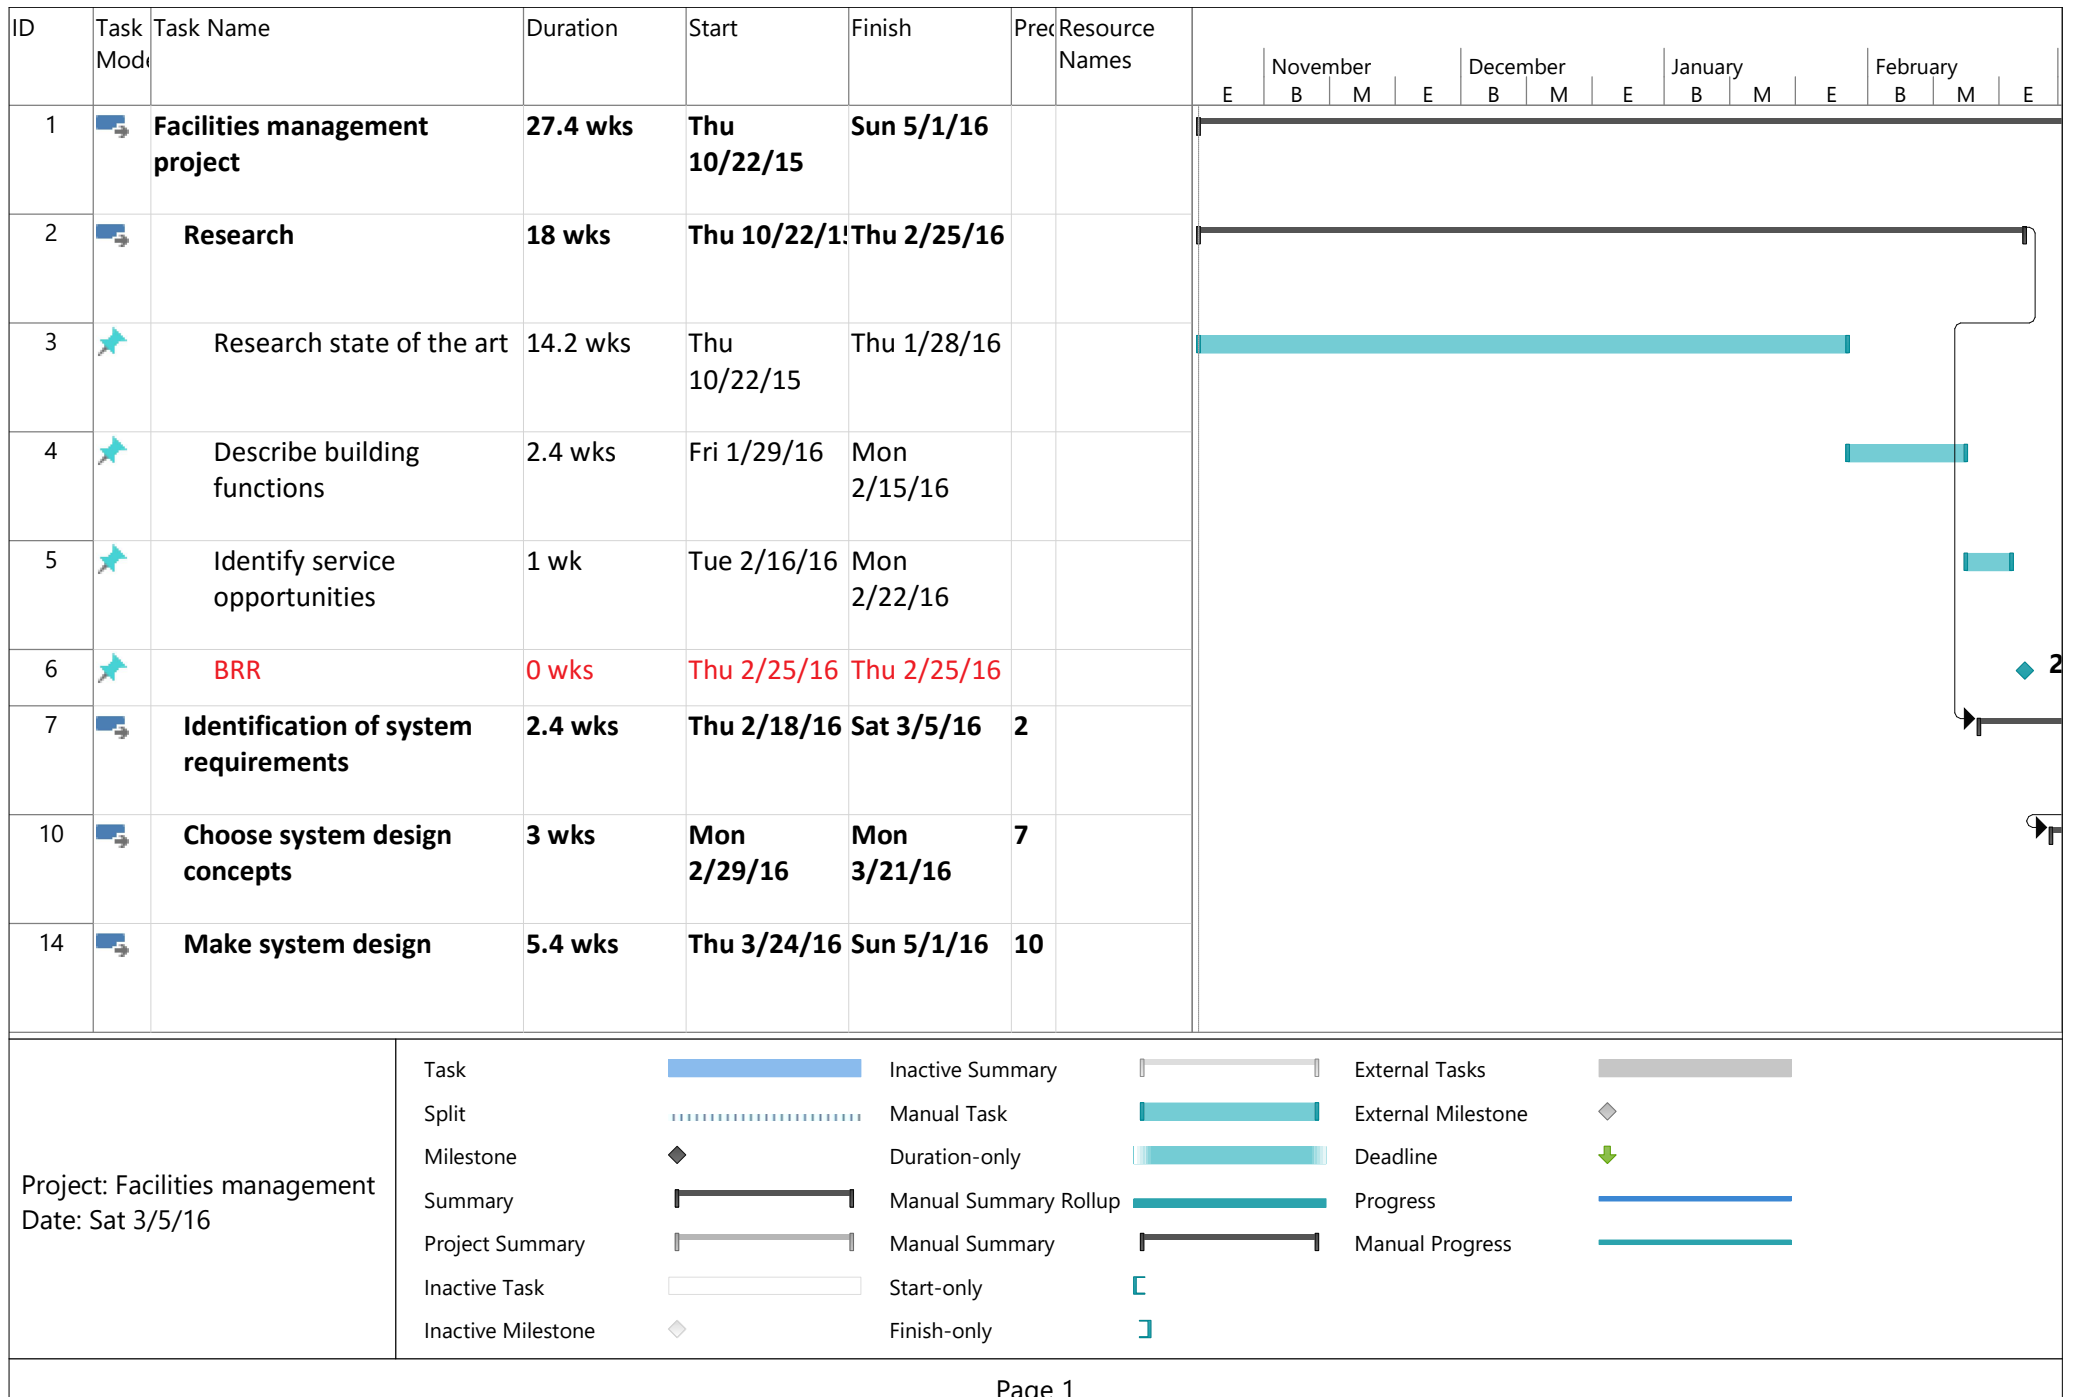 ID Task Task Name Duration Start Finish Pred Resource
Mode Names
November December January February
E B M E B M E B M E B M E
1 Facilities management 27.4 wks Thu Sun 5/1/16
project 10/22/15
2 Research 18 wks Thu 10/22/15 Thu 2/25/16
3 Research state of the art 14.2 wks Thu Thu 1/28/16
10/22/15
4 Describe building 2.4 wks Fri 1/29/16 Mon
functions 2/15/16
5 Identify service 1 wk Tue 2/16/16 Mon
opportunities 2/22/16
6 BRR 0 wks Thu 2/25/16 Thu 2/25/16 2
7 Identification of system 2.4 wks Thu 2/18/16 Sat 3/5/16 2
requirements
10 Choose system design 3 wks Mon Mon 7
concepts 2/29/16 3/21/16
14 Make system design 5.4 wks Thu 3/24/16 Sun 5/1/16 10
Project: Facilities management
Date: Sat 3/5/16
Task Inactive Summary External Tasks
Split Manual Task External Milestone
Milestone Duration-only Deadline
Summary Manual Summary Rollup Progress
Project Summary Manual Summary Manual Progress
Inactive Task Start-only
Inactive Milestone Finish-only
Page 1